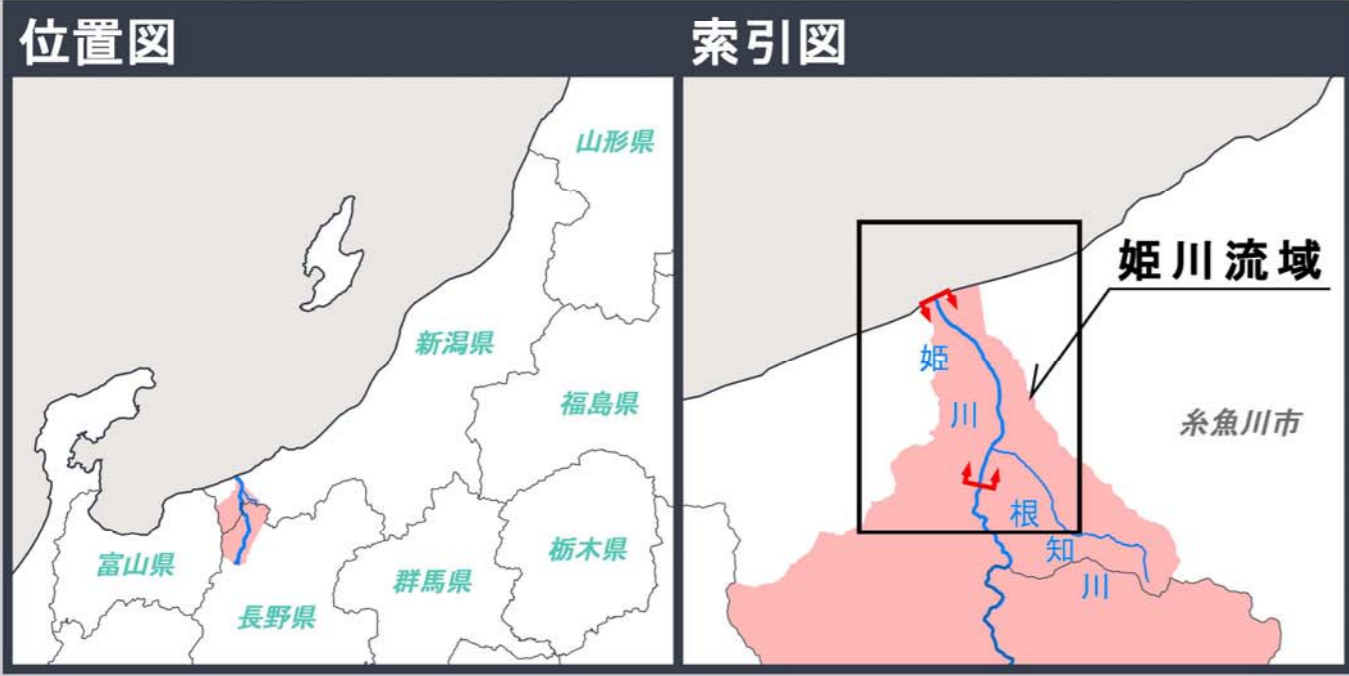 位置図
山形県
新潟県
福島県
富山県
長野県
群馬県
栃木県
索引図
姫川流域
姫川
糸魚川市
根知川